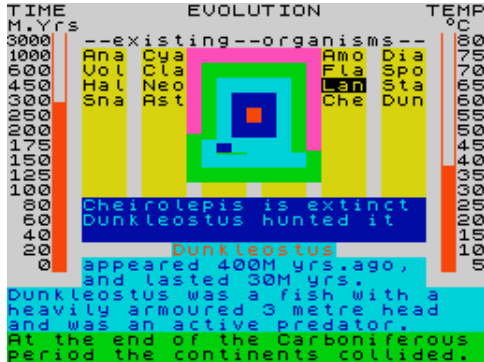 TIME EVOLUTION TEMP
M.Yrs °C
3000 --existing--organisms-- 80
1000 Ana Cya Amo Dia 75
600 Vol Cla Fla Spo 70
450 Hal Neo Lan Sta 65
300 Sna Ast Che Dun 60
250 55
200 50
175 45
150 40
125 35
100 30
80 Cheirolepis is extinct 25
60 Dunkleostus hunted it 20
40 15
20 Dunkleostus 10
0 appeared 400M yrs.ago, 5
and lasted 30M yrs.
Dunkleostus was a fish with a
heavily armoured 3 metre head
and was an active predator.
At the end of the Carboniferous
period the continents collided.